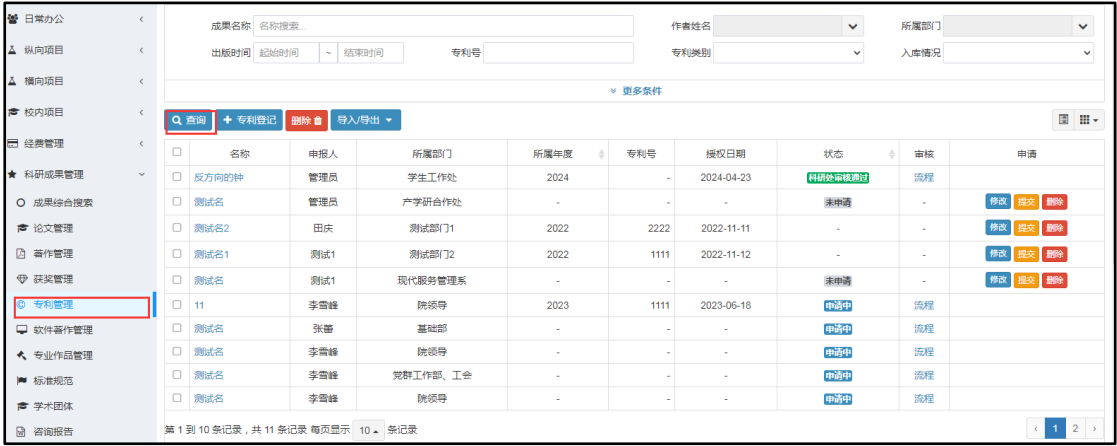 日常办公
纵向项目
横向项目
校内项目
经费管理
科研成果管理
成果综合搜索
论文管理
著作管理
获奖管理
专利管理
软件著作管理
专业作品管理
标准规范
学术团体
咨询报告
成果名称 名称搜索... 作者姓名 所属部门
出版时间 起始时间 ~ 结束时间 专利号 专利类别 入库情况
更多条件
查询 专利登记 删除 导入/导出
名称 申报人 所属部门 所属年度 专利号 授权日期 状态 审核 申请
反方向的钟 管理员 学生工作处 2024 - 2024-04-23 科研处审核通过 流程
测试名 管理员 产学研合作处 - - - 未申请 - 修改 提交 删除
测试名2 田庆 测试部门1 2022 2222 2022-11-11 - - 修改 提交 删除
测试名1 测试1 测试部门2 2022 1111 2022-11-12 - - 修改 提交 删除
测试名 测试1 现代服务管理系 - - - 未申请 - 修改 提交 删除
11 李雪峰 院领导 2023 1111 2023-06-18 申请中 流程
测试名 张蕾 基础部 - - - 申请中 流程
测试名 李雪峰 院领导 - - - 申请中 流程
测试名 李雪峰 党群工作部、工会 - - - 申请中 流程
测试名 李雪峰 院领导 - - - 申请中 流程
第 1 到 10 条记录，共 11 条记录 每页显示 10 条记录 ‹ 1 2 ›